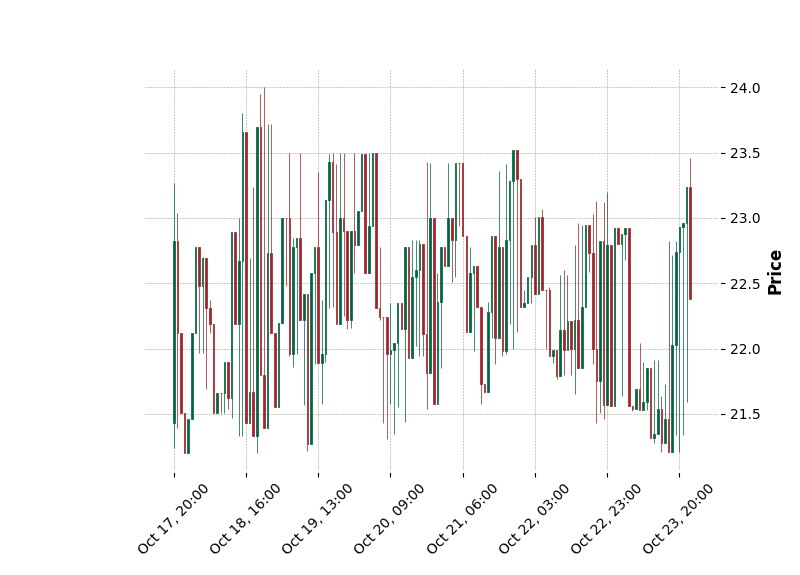 24.0
23.5
23.0
22.5
22.0
21.5
Price
Oct 17, 20:00
Oct 18, 16:00
Oct 19, 13:00
Oct 20, 09:00
Oct 21, 06:00
Oct 22, 03:00
Oct 22, 23:00
Oct 23, 20:00